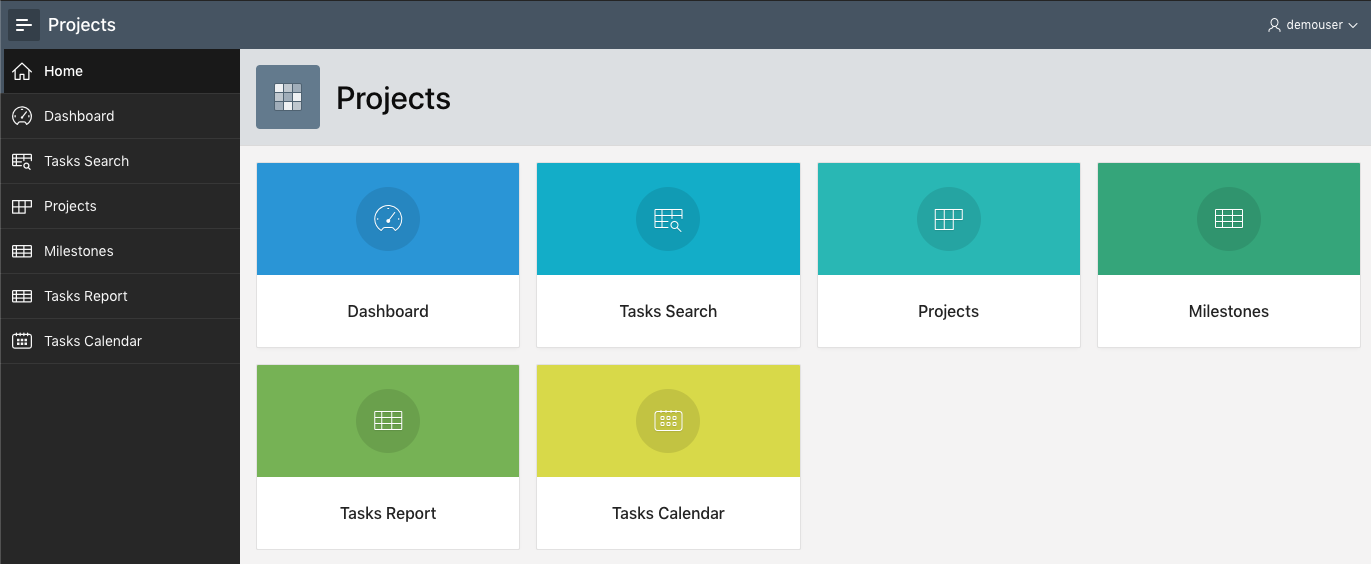 Projects
demouser
Home
Dashboard
Tasks Search
Projects
Milestones
Tasks Report
Tasks Calendar
Projects
Dashboard
Tasks Search
Projects
Milestones
Tasks Report
Tasks Calendar